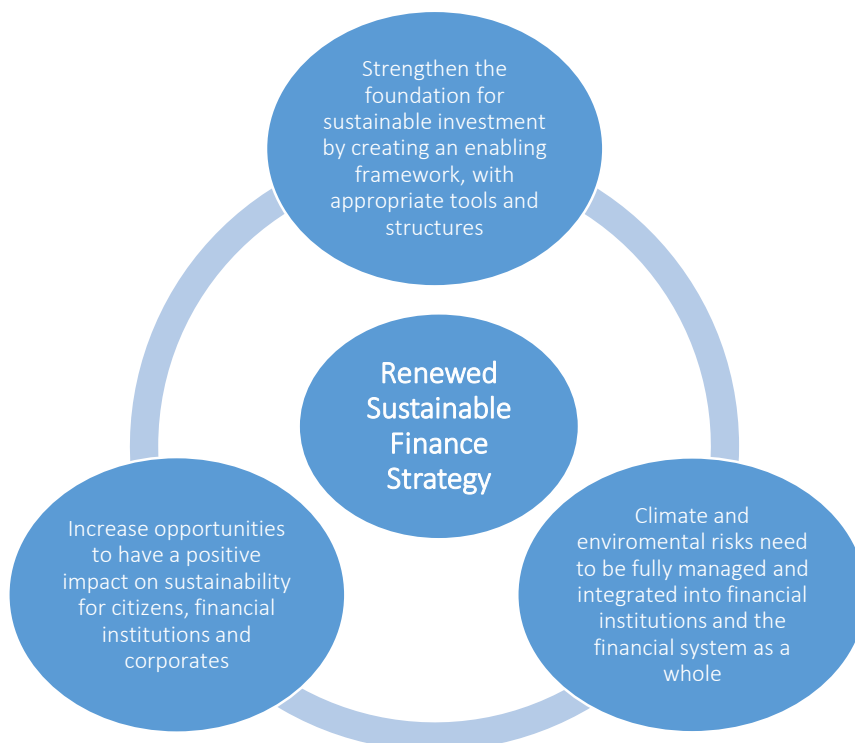 Strengthen the
foundation for
sustainable investment
by creating an enabling
framework, with
appropriate tools and
structures
Renewed
Sustainable
Finance
Strategy
Increase opportunities
to have a positive
impact on sustainability
for citizens, financial
institutions and
corporates
Climate and
enviromental risks need
to be fully managed and
integrated into financial
institutions and the
financial system as a
whole